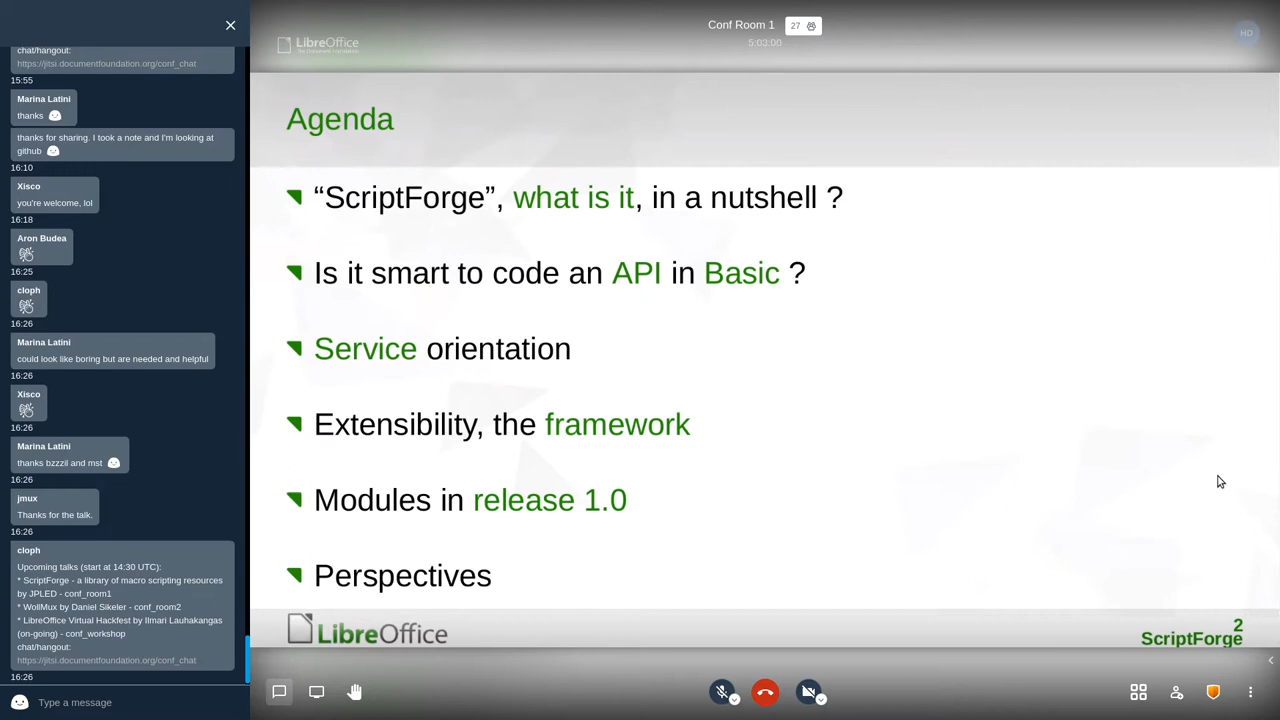 chat/hangout:
https://jitsi.documentfoundation.org/conf_chat
15:55
Marina Latini
thanks
thanks for sharing. I took a note and I'm looking at
github
16:10
Xisco
you're welcome, lol
16:18
Aron Budea
16:25
cloph
16:26
Marina Latini
could look like boring but are needed and helpful
16:26
Xisco
16:26
Marina Latini
thanks bzzzil and mst
16:26
jmux
Thanks for the talk.
16:26
cloph
Upcoming talks (start at 14:30 UTC):
* ScriptForge - a library of macro scripting resources
by JPLED - conf_room1
* WollMux by Daniel Sikeler - conf_room2
* LibreOffice Virtual Hackfest by Ilmari Lauhakangas
(on-going) - conf_workshop
chat/hangout:
https://jitsi.documentfoundation.org/conf_chat
16:26
Type a message
LibreOffice
The Document Foundation
Conf Room 1
27
5:03:00
HD
Agenda
“ScriptForge”, what is it, in a nutshell ?
Is it smart to code an API in Basic ?
Service orientation
Extensibility, the framework
Modules in release 1.0
Perspectives
LibreOffice
2
ScriptForge